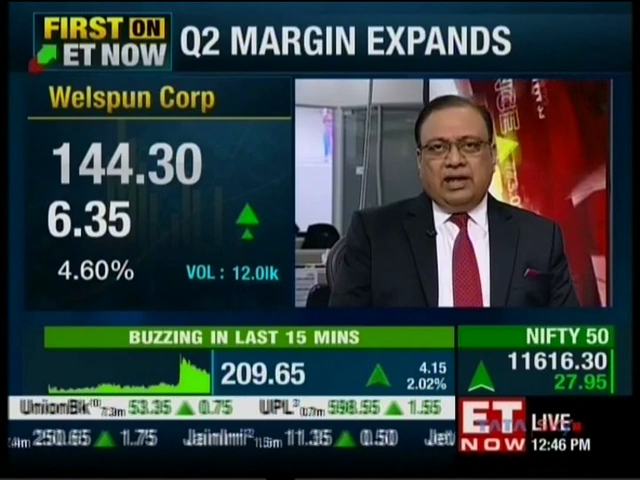 FIRST ON
ET NOW
Q2 MARGIN EXPANDS
Welspun Corp
144.30
6.35
4.60%
VOL : 12.0lk
BUZZING IN LAST 15 MINS
209.65
4.15
2.02%
NIFTY 50
11616.30
27.95
UnionBk 53.35 0.75 UPL 598.55 1.55
250.65 1.75 11.35 0.50
ET
NOW
LIVE
TATA SKY
12:46 PM